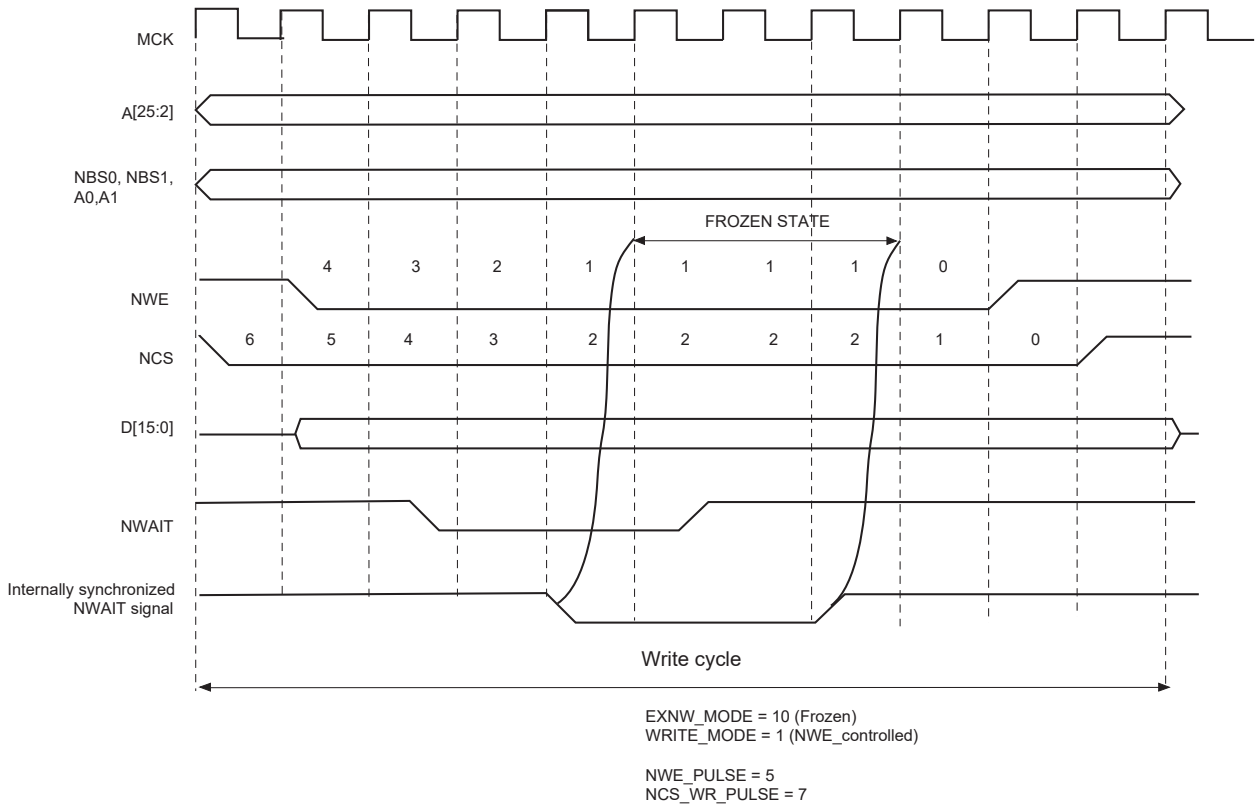 MCK
A[25:2]
NBS0, NBS1,
A0,A1
FROZEN STATE
4 3 2 1 1 1 1 0
NWE
6 5 4 3 2 2 2 2 1 0
NCS
D[15:0]
NWAIT
Internally synchronized
NWAIT signal
Write cycle
EXNW_MODE = 10 (Frozen)
WRITE_MODE = 1 (NWE_controlled)
NWE_PULSE = 5
NCS_WR_PULSE = 7